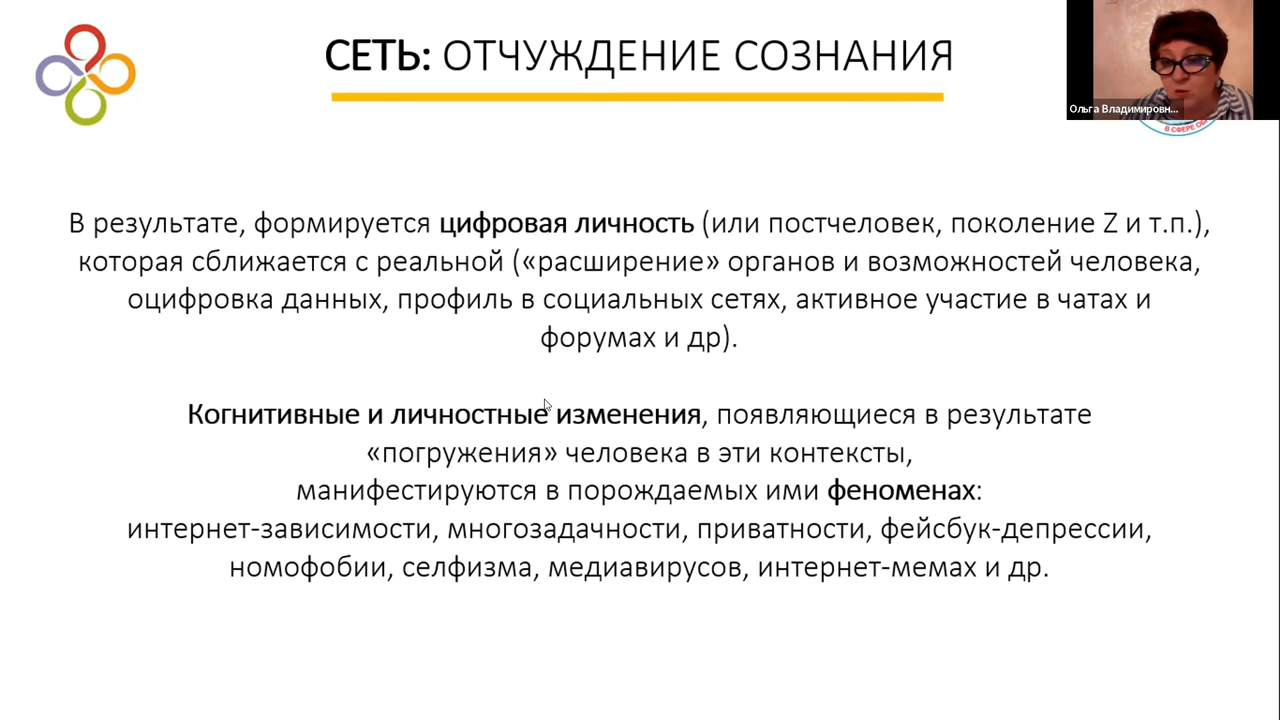 СЕТЬ: ОТЧУЖДЕНИЕ СОЗНАНИЯ
Ольга Владимировн...
В СФЕРЕ
В результате, формируется цифровая личность (или постчеловек, поколение Z и т.п.),
которая сближается с реальной («расширение» органов и возможностей человека,
оцифровка данных, профиль в социальных сетях, активное участие в чатах и
форумах и др).
Когнитивные и личностные изменения, появляющиеся в результате
«погружения» человека в эти контексты,
манифестируются в порождаемых ими феноменах:
интернет-зависимости, многозадачности, приватности, фейсбук-депрессии,
номофобии, селфизма, медиавирусов, интернет-мемах и др.